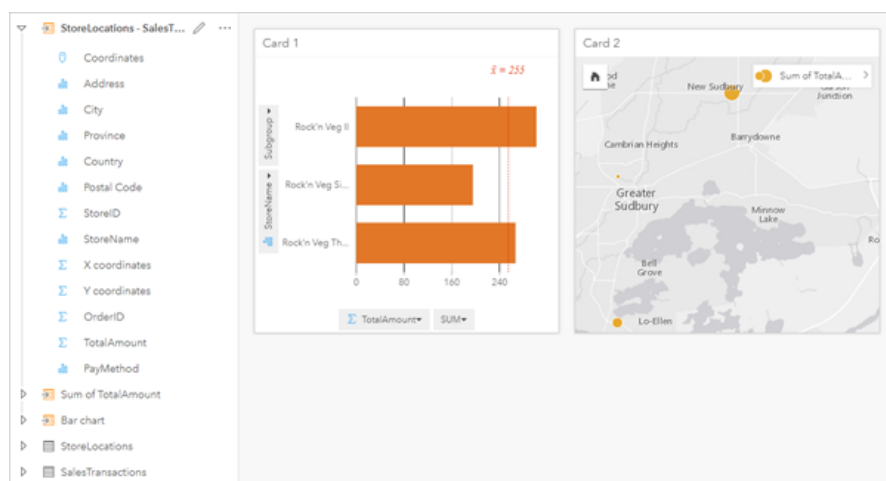 StoreLocations - SalesT...
Coordinates
Address
City
Province
Country
Postal Code
StoreID
StoreName
X coordinates
Y coordinates
OrderID
TotalAmount
PayMethod
Sum of TotalAmount
Bar chart
StoreLocations
SalesTransactions
Card 1
x̄ = 255
Subgroup
StoreName
Rock'n Veg II
Rock'n Veg Si...
Rock'n Veg Th...
0 80 160 240
TotalAmount
SUM
Card 2
Sum of TotalA...
New Sudbury
Junction
Barrydowne
Cambrian Heights
Greater
Sudbury
Minnow
Lake
Ro
Bell
Grove
Lo-Ellen